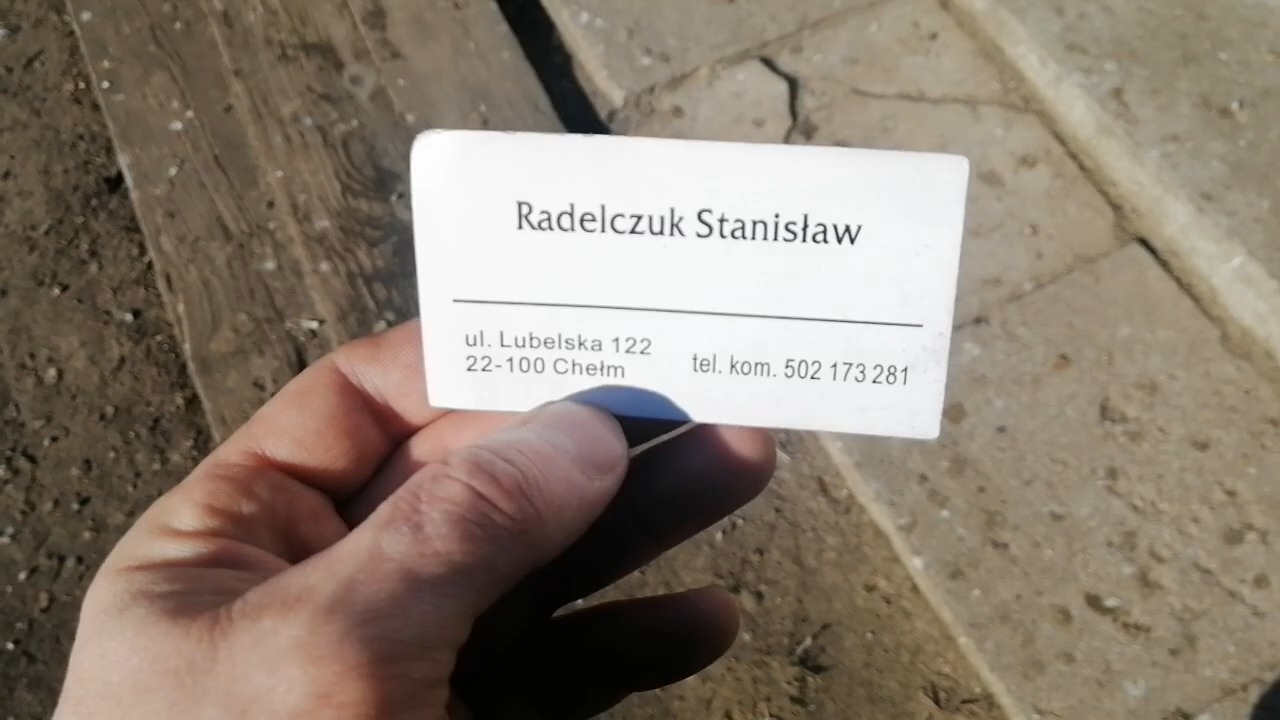 Radelczuk Stanisław
ul. Lubelska 122
22-100 Chełm
tel. kom. 502 173 281